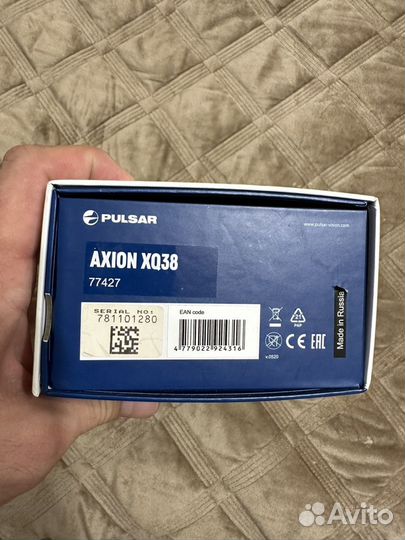 PULSAR
www.pulsar-vision.com
AXION XQ38
77427
SERIAL NO:
781101280
EAN code
4 779022 924316
21
PAP
CE EAC
v.0520
Made in Russia
Avito